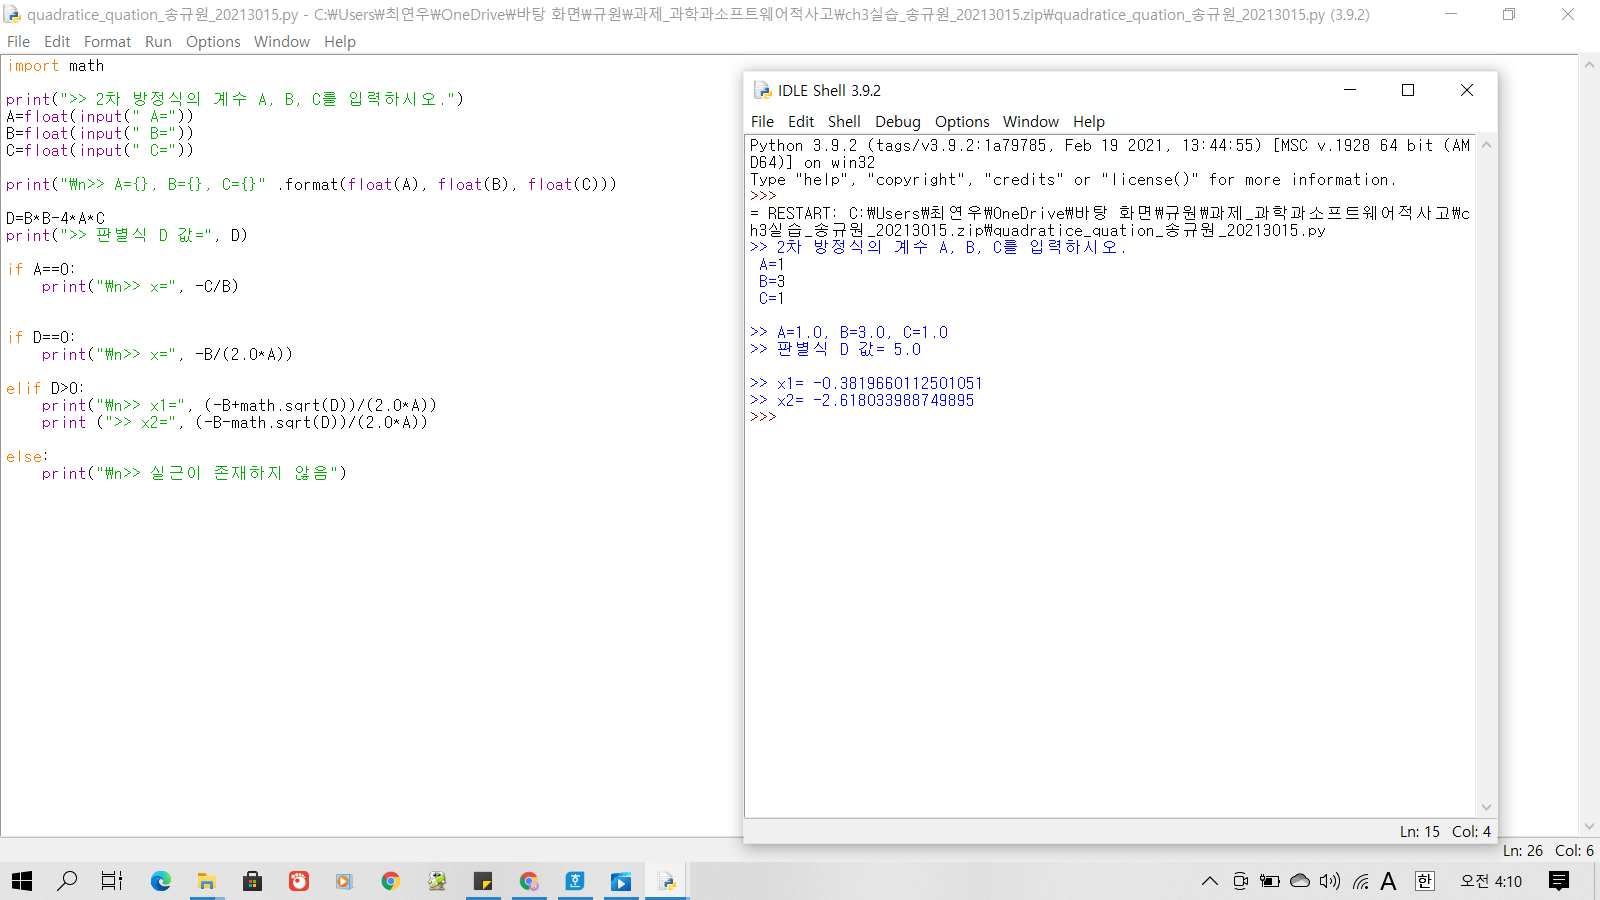 quadratice_quation_송규원_20213015.py - C:₩Users₩최연우₩OneDrive₩바탕 화면₩규원₩과제_과학과소프트웨어적사고₩ch3실습_송규원_20213015.zip₩quadratice_quation_송규원_20213015.py (3.9.2)
File Edit Format Run Options Window Help
import math
print(">> 2차 방정식의 계수 A, B, C를 입력하시오.")
A=float(input(" A="))
B=float(input(" B="))
C=float(input(" C="))
print("₩n>> A={}, B={}, C={}" .format(float(A), float(B), float(C)))
D=B*B-4*A*C
print(">> 판별식 D 값=", D)
if A==0:
    print("₩n>> x=", -C/B)
if D==0:
    print("₩n>> x=", -B/(2.0*A))
elif D>0:
    print("₩n>> x1=", (-B+math.sqrt(D))/(2.0*A))
    print (">> x2=", (-B-math.sqrt(D))/(2.0*A))
else:
    print("₩n>> 실근이 존재하지 않음")
IDLE Shell 3.9.2
File Edit Shell Debug Options Window Help
Python 3.9.2 (tags/v3.9.2:1a79785, Feb 19 2021, 13:44:55) [MSC v.1928 64 bit (AM
D64)] on win32
Type "help", "copyright", "credits" or "license()" for more information.
>>>
= RESTART: C:₩Users₩최연우₩OneDrive₩바탕 화면₩규원₩과제_과학과소프트웨어적사고₩c
h3실습_송규원_20213015.zip₩quadratice_quation_송규원_20213015.py
>> 2차 방정식의 계수 A, B, C를 입력하시오.
 A=1
 B=3
 C=1
>> A=1.0, B=3.0, C=1.0
>> 판별식 D 값= 5.0
>> x1= -0.3819660112501051
>> x2= -2.618033988749895
>>>
Ln: 15 Col: 4
Ln: 26 Col: 6
A 한 오전 4:10